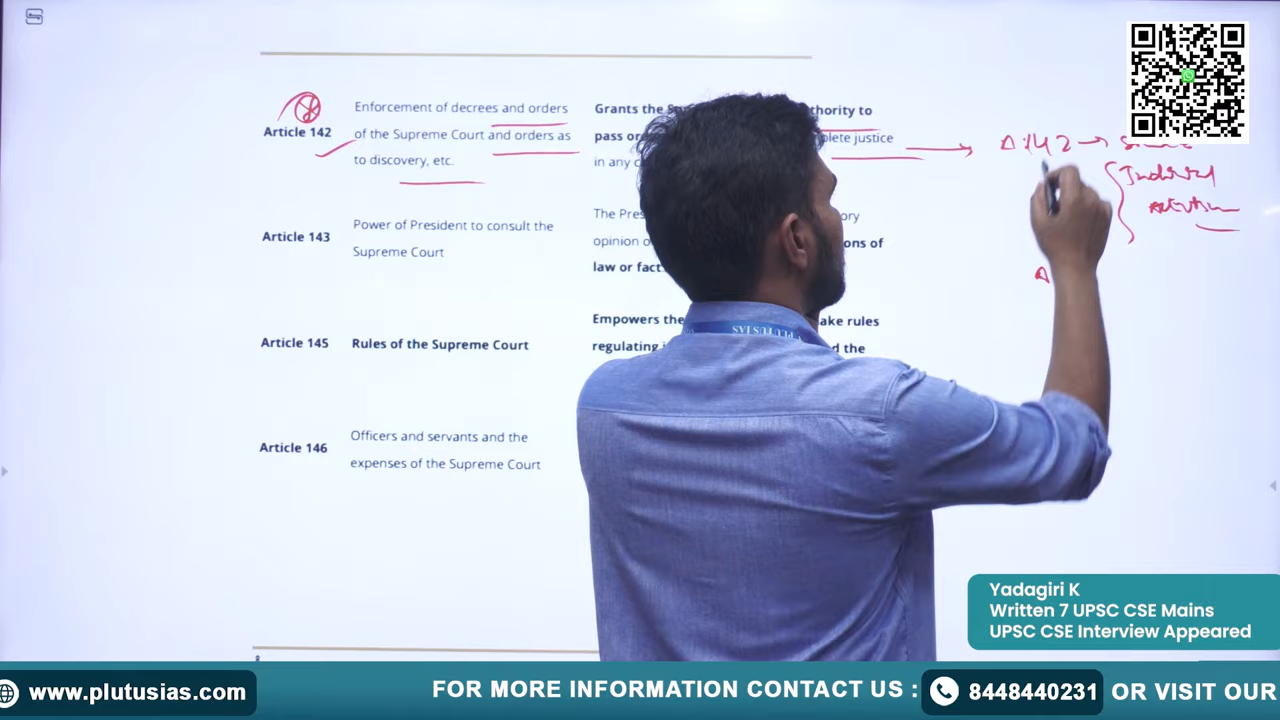 Article 142
Enforcement of decrees and orders
of the Supreme Court and orders as
to discovery, etc.
Grants the
thority to
pass
plete justice
in any
A 142 →
Judicial
Article 143
Power of President to consult the
Supreme Court
The
ory
opinion
ons of
law or fact
Article 145
Rules of the Supreme Court
Empowers the
ake rules
regulating
d the
Article 146
Officers and servants and the
expenses of the Supreme Court
PLUTUS IAS
Yadagiri K
Written 7 UPSC CSE Mains
UPSC CSE Interview Appeared
www.plutusias.com
FOR MORE INFORMATION CONTACT US :
8448440231
OR VISIT OUR